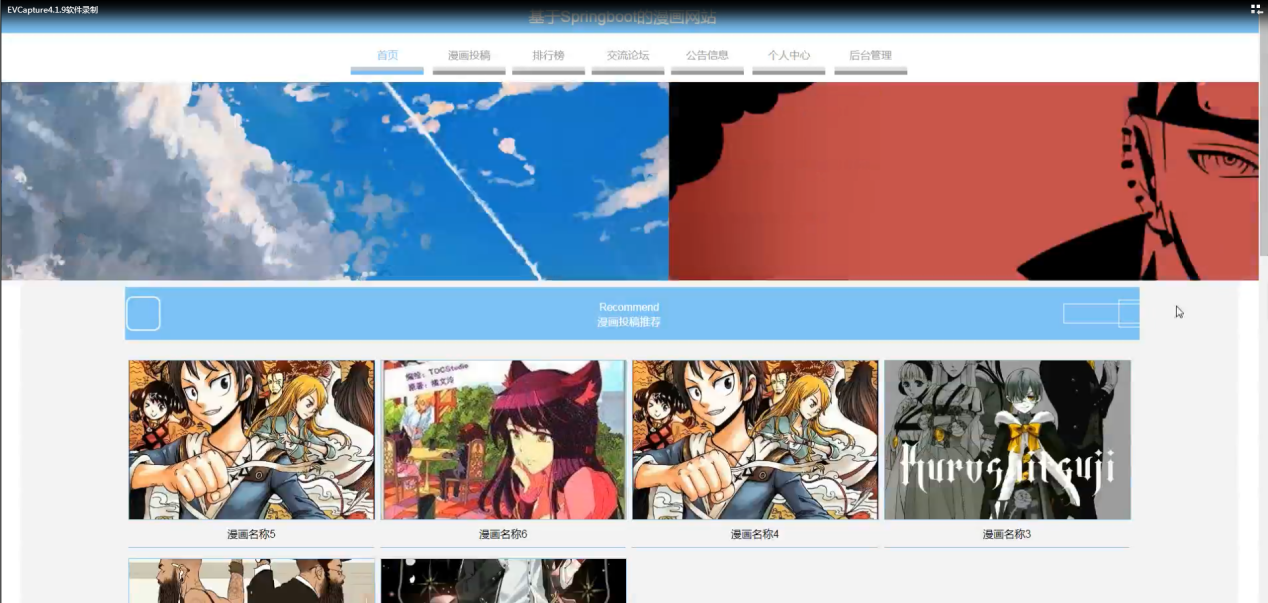 EVCapture4.1.9软件录制
基于Springboot的漫画网站
首页 漫画投稿 排行榜 交流论坛 公告信息 个人中心 后台管理
Recommend
漫画投稿推荐
编绘：TOCStudio
Kuroshitsuji
漫画名称5 漫画名称6 漫画名称4 漫画名称3